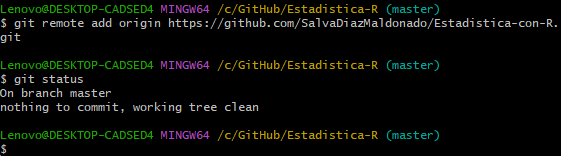 Lenovo@DESKTOP-CADSED4 MINGW64 /c/GitHub/Estadistica-R (master)
$ git remote add origin https://github.com/SalvaDiazMaldonado/Estadistica-con-R.
git
Lenovo@DESKTOP-CADSED4 MINGW64 /c/GitHub/Estadistica-R (master)
$ git status
On branch master
nothing to commit, working tree clean
Lenovo@DESKTOP-CADSED4 MINGW64 /c/GitHub/Estadistica-R (master)
$